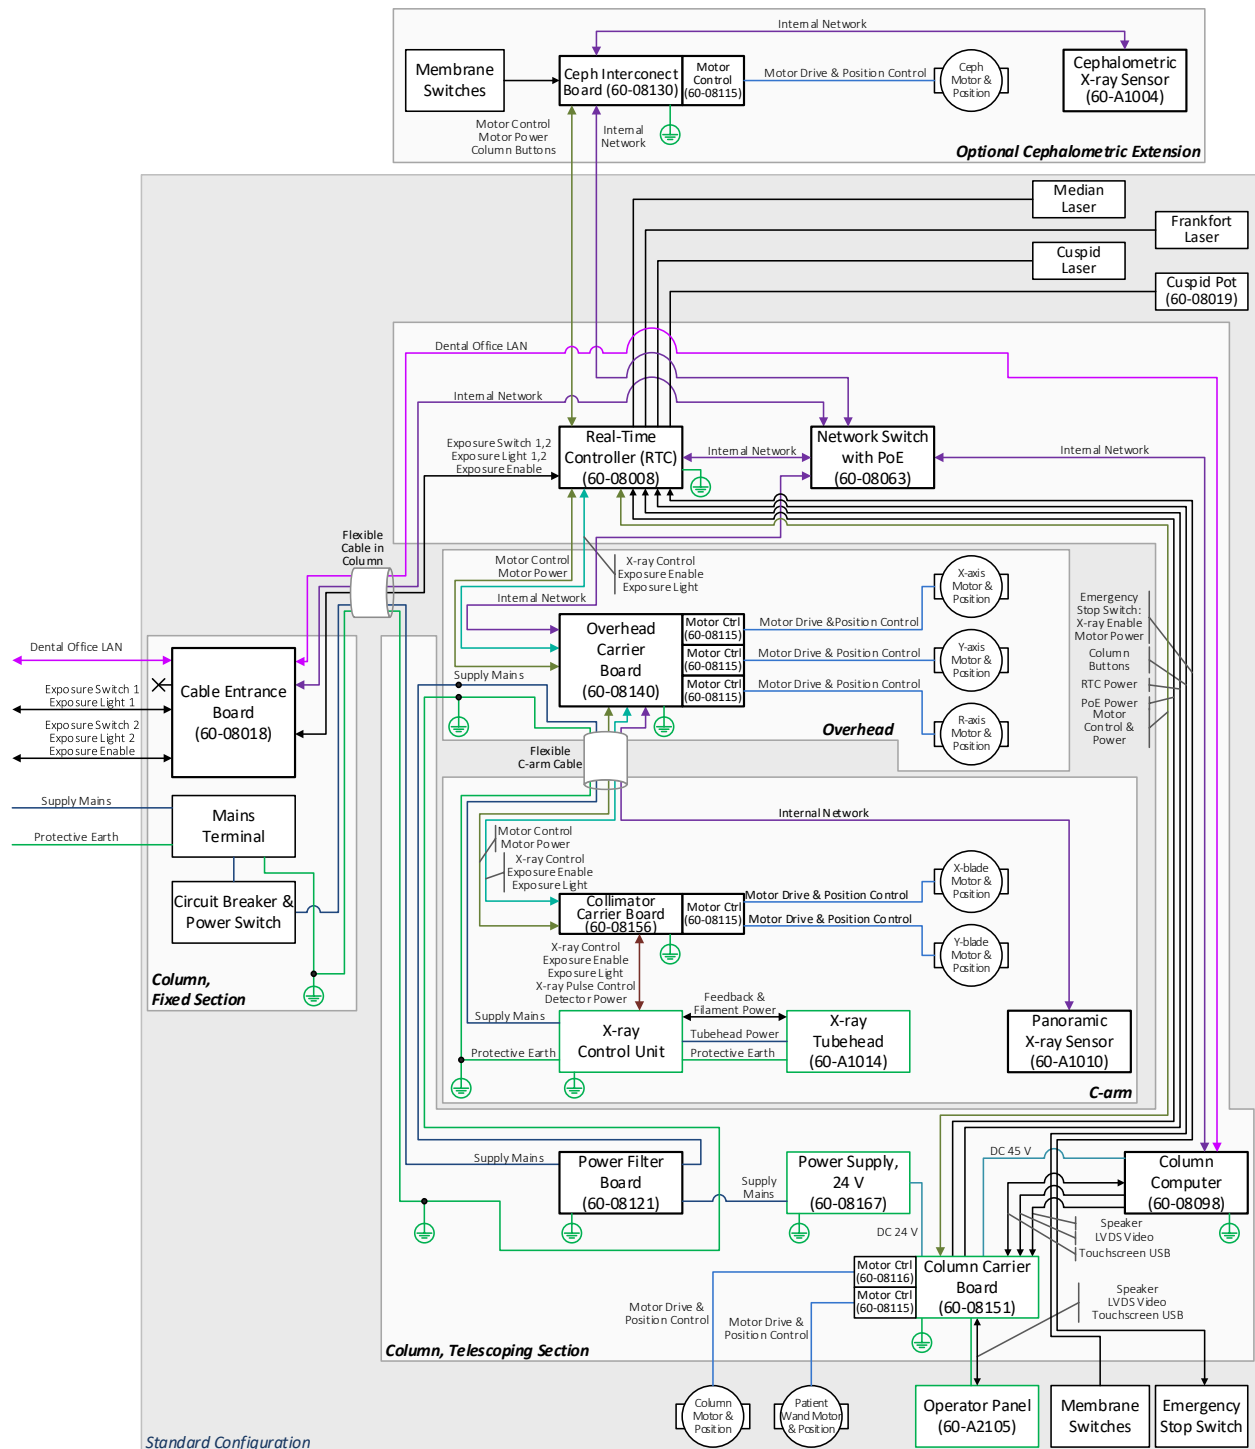 Internal Network
Membrane
Switches
Ceph Interconect
Board (60-08130)
Motor
Control
(60-08115)
Motor Drive & Position Control
Ceph
Motor &
Position
Cephalometric
X-ray Sensor
(60-A1004)
Motor Control
Motor Power
Column Buttons
Internal
Network
Optional Cephalometric Extension
Median
Laser
Frankfort
Laser
Cuspid
Laser
Cuspid Pot
(60-08019)
Dental Office LAN
Internal Network
Exposure Switch 1,2
Exposure Light 1,2
Exposure Enable
Real-Time
Controller (RTC)
(60-08008)
Internal Network
Network Switch
with PoE
(60-08063)
Internal Network
Flexible
Cable in
Column
Motor Control
Motor Power
X-ray Control
Exposure Enable
Exposure Light
Internal Network
X-axis
Motor &
Position
Emergency
Stop Switch:
X-ray Enable
Motor Power
Column
Buttons
RTC Power
PoE Power
Motor
Control &
Power
Overhead
Carrier
Board
(60-08140)
Motor Ctrl
(60-08115)
Motor Ctrl
(60-08115)
Motor Ctrl
(60-08115)
Motor Drive &Position Control
Motor Drive & Position Control
Motor Drive & Position Control
Y-axis
Motor &
Position
R-axis
Motor &
Position
Supply Mains
Overhead
Dental Office LAN
Exposure Switch 1
Exposure Light 1
Exposure Switch 2
Exposure Light 2
Exposure Enable
Cable Entrance
Board
(60-08018)
Flexible
C-arm Cable
Supply Mains
Protective Earth
Mains
Terminal
Circuit Breaker &
Power Switch
Column,
Fixed Section
Internal Network
Motor Control
Motor Power
X-ray Control
Exposure Enable
Exposure Light
Collimator
Carrier Board
(60-08156)
Motor Ctrl
(60-08115)
Motor Drive & Position Control
Motor Drive & Position Control
X-blade
Motor &
Position
Y-blade
Motor &
Position
X-ray Control
Exposure Enable
Exposure Light
X-ray Pulse Control
Detector Power
Supply Mains
Protective Earth
X-ray
Control Unit
Feedback &
Filament Power
Tubehead Power
Protective Earth
X-ray
Tubehead
(60-A1014)
Panoramic
X-ray Sensor
(60-A1010)
C-arm
Supply Mains
Power Filter
Board
(60-08121)
Supply
Mains
Power Supply,
24 V
(60-08167)
DC 45 V
DC 24 V
Column
Computer
(60-08098)
Speaker
LVDS Video
Touchscreen USB
Motor Ctrl
(60-08116)
Motor Ctrl
(60-08115)
Column Carrier
Board
(60-08151)
Speaker
LVDS Video
Touchscreen USB
Motor Drive &
Position Control
Motor Drive &
Position Control
Column, Telescoping Section
Column
Motor &
Position
Patient
Wand Motor
& Position
Operator Panel
(60-A2105)
Membrane
Switches
Emergency
Stop Switch
Standard Configuration